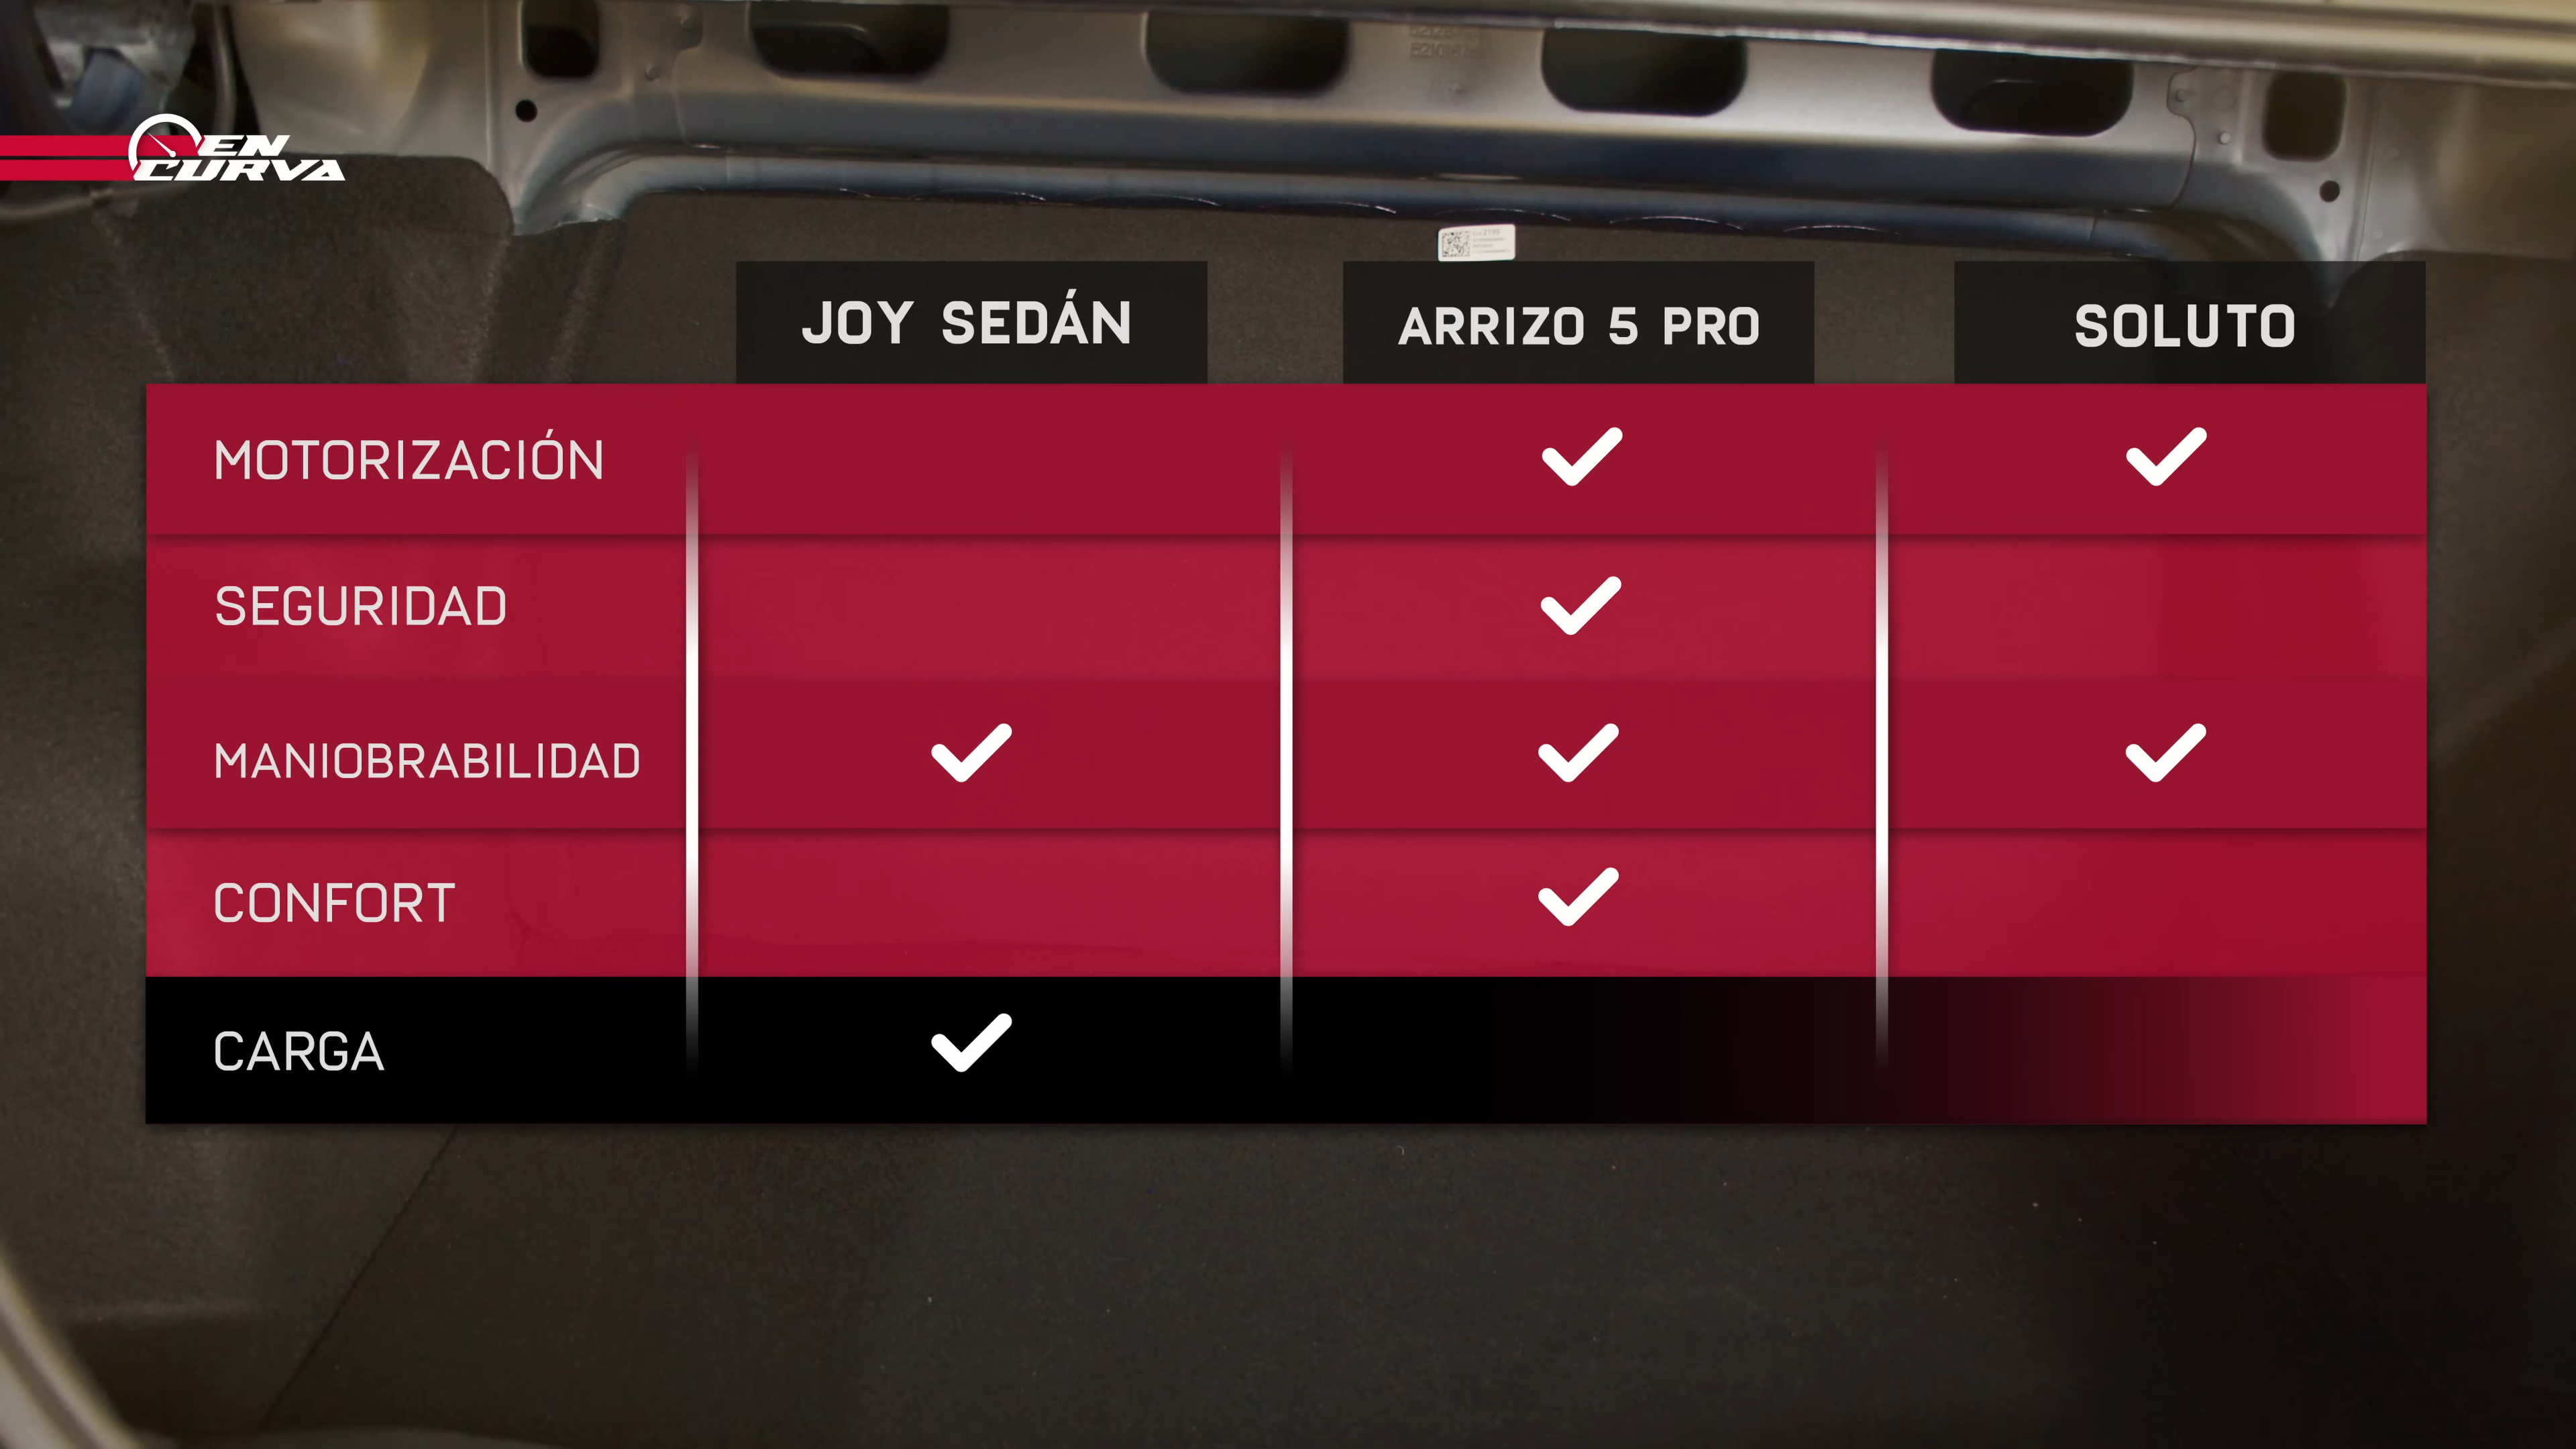 EN
CURVA
JOY SEDÁN
ARRIZO 5 PRO
SOLUTO
MOTORIZACIÓN
SEGURIDAD
MANIOBRABILIDAD
CONFORT
CARGA